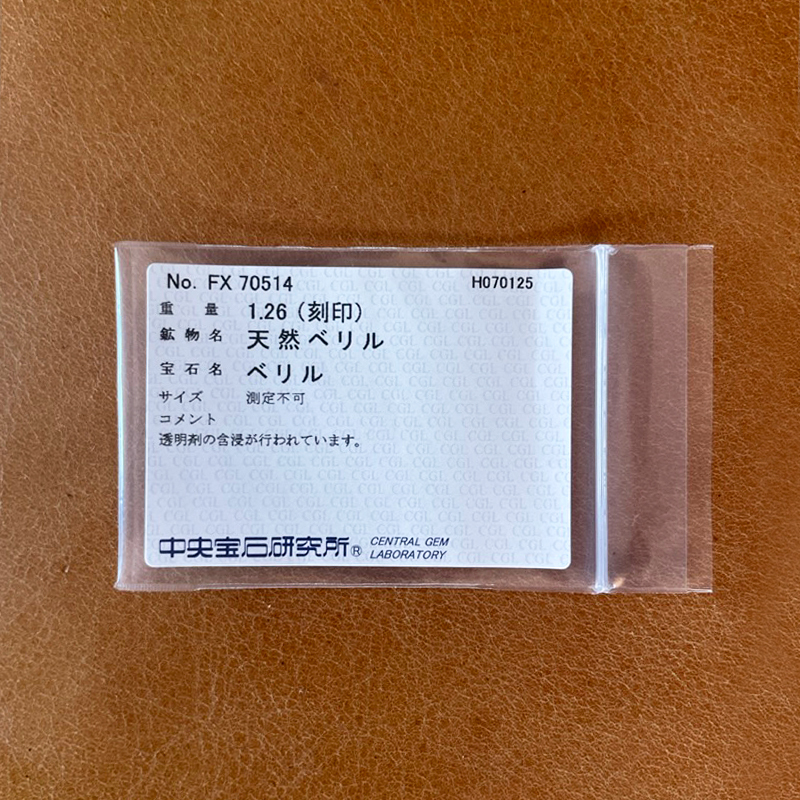 No. FX 70514 H070125
重量 1.26（刻印）
鉱物名 天然ベリル
宝石名 ベリル
サイズ 測定不可
コメント
透明剤の含浸が行われています。
中央宝石研究所® CENTRAL GEM LABORATORY